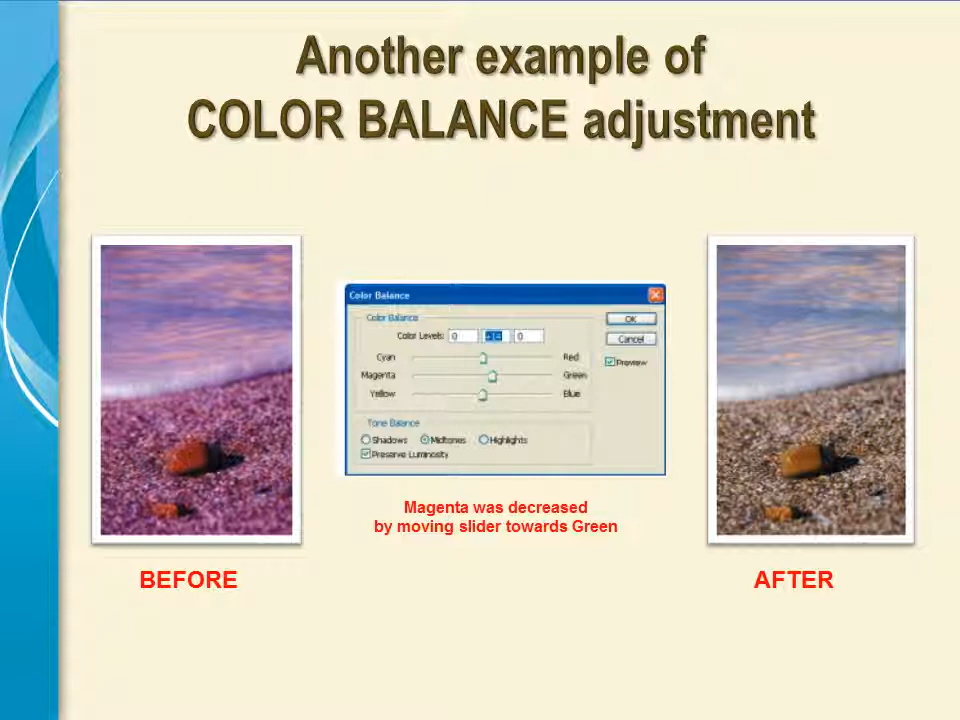 Another example of
COLOR BALANCE adjustment
Color Balance
Color Balance
Color Levels: 0 +14 0
Cyan Red
Magenta Green
Yellow Blue
Tone Balance
Shadows Midtones Highlights
Preserve Luminosity
OK
Cancel
Preview
Magenta was decreased
by moving slider towards Green
BEFORE
AFTER